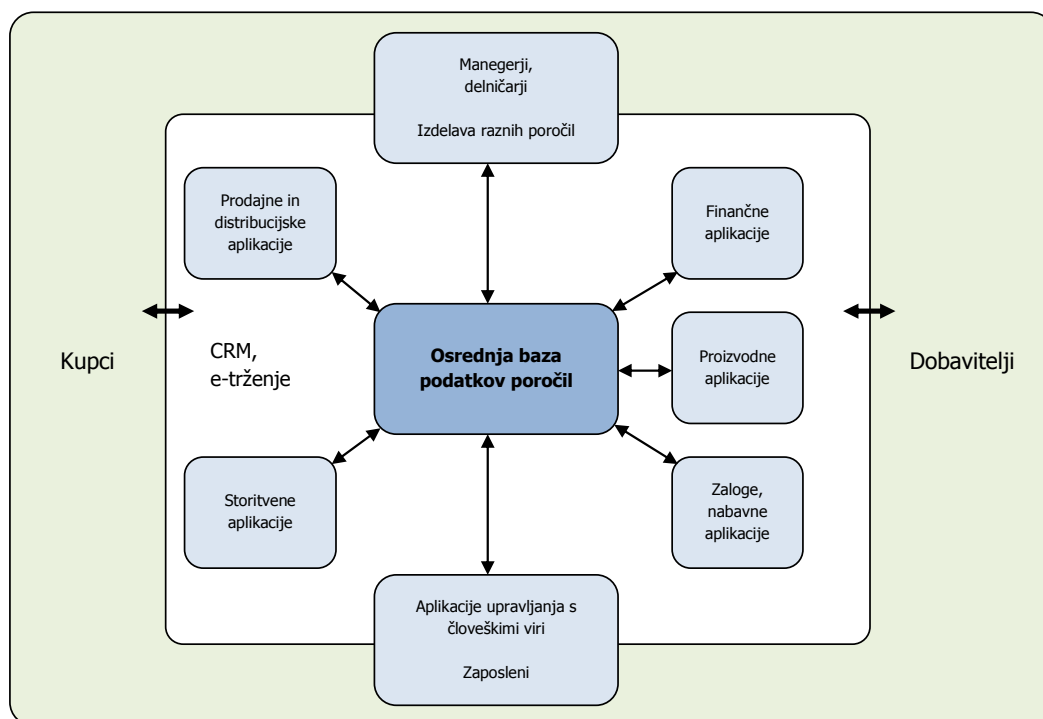 Manegerji,
delničarji
Izdelava raznih poročil
Prodajne in
distribucijske
aplikacije
Finančne
aplikacije
Kupci
CRM,
e-trženje
Osrednja baza
podatkov poročil
Proizvodne
aplikacije
Dobavitelji
Storitvene
aplikacije
Zaloge,
nabavne
aplikacije
Aplikacije upravljanja s
človeškimi viri
Zaposleni